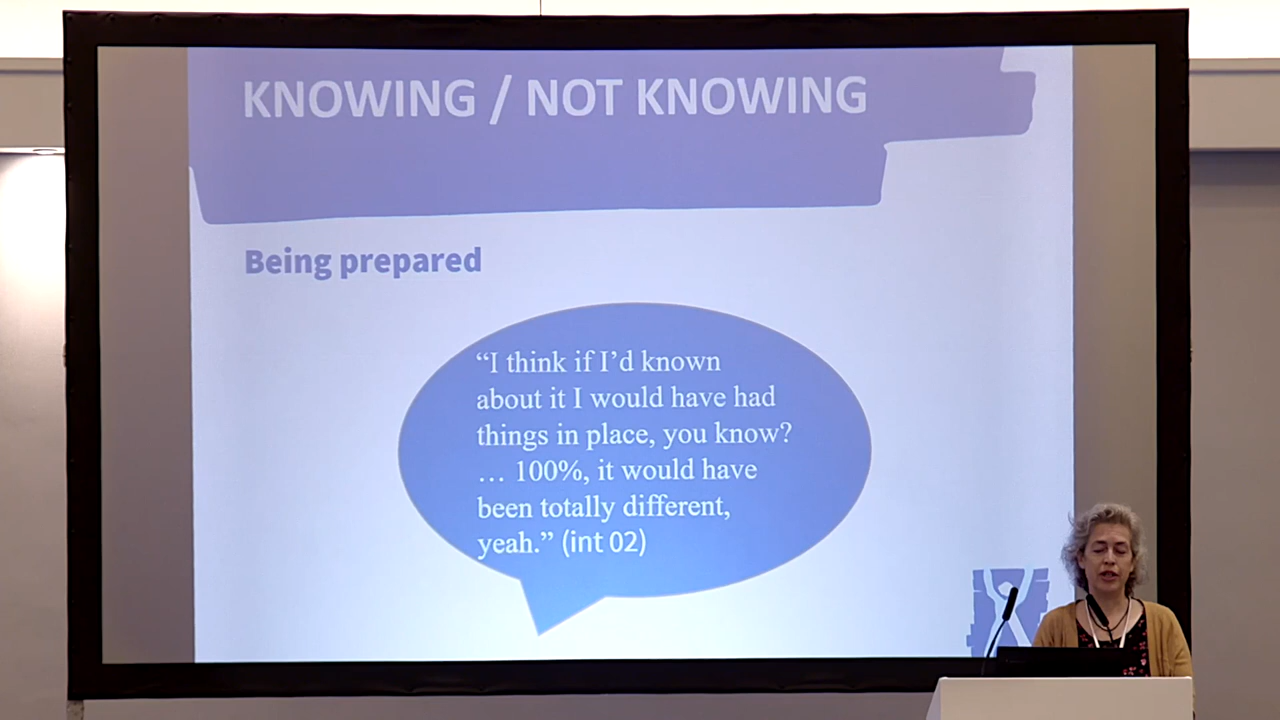 KNOWING / NOT KNOWING
Being prepared
“I think if I’d known
about it I would have had
things in place, you know?
… 100%, it would have
been totally different,
yeah.” (int 02)